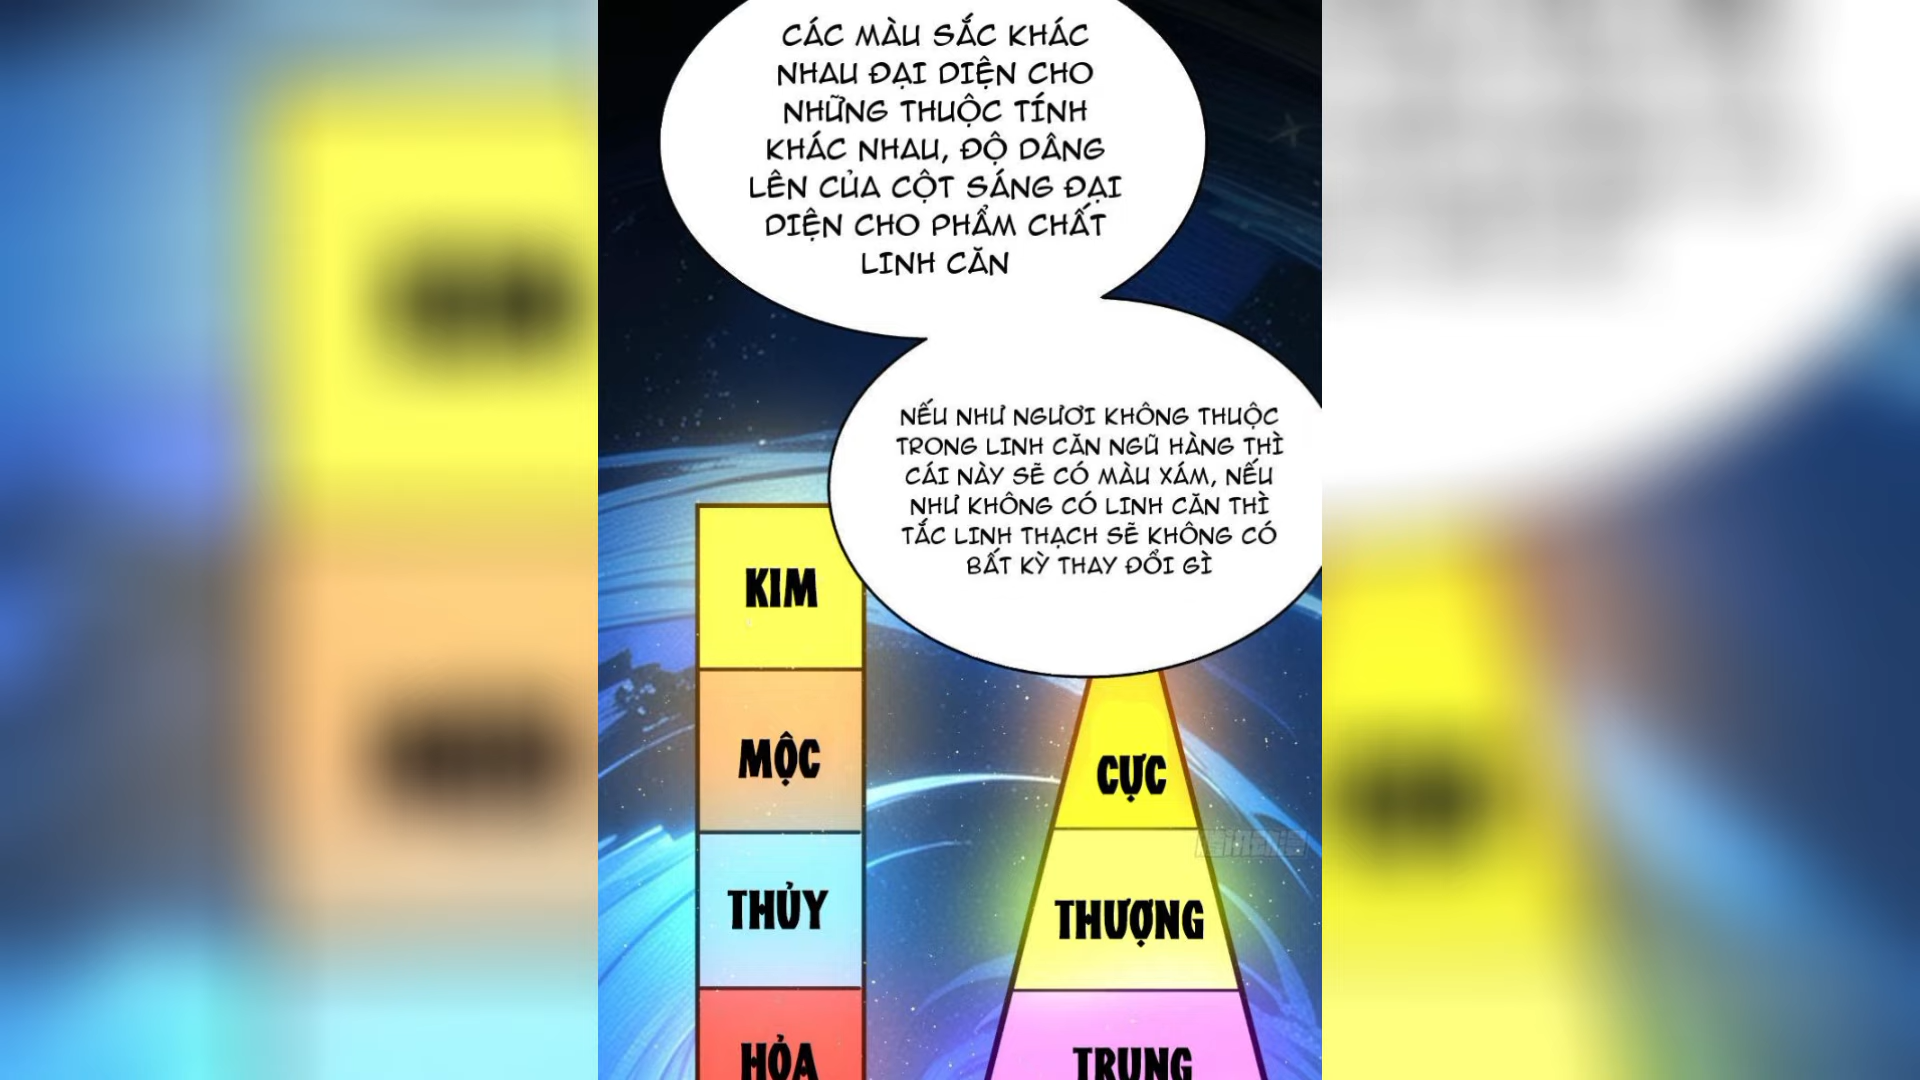 CÁC MÀU SẮC KHÁC
NHAU ĐẠI DIỆN CHO
NHỮNG THUỘC TÍNH
KHÁC NHAU, ĐỘ DÂNG
LÊN CỦA CỘT SÁNG ĐẠI
DIỆN CHO PHẨM CHẤT
LINH CĂN
NẾU NHƯ NGƯƠI KHÔNG THUỘC
TRONG LINH CĂN NGŨ HÀNG THÌ
CÁI NÀY SẼ CÓ MÀU XÁM, NẾU
NHƯ KHÔNG CÓ LINH CĂN THÌ
TẮC LINH THẠCH SẼ KHÔNG CÓ
BẤT KỲ THAY ĐỔI GÌ
KIM
MỘC
THỦY
HỎA
CỰC
THƯỢNG
TRUNG